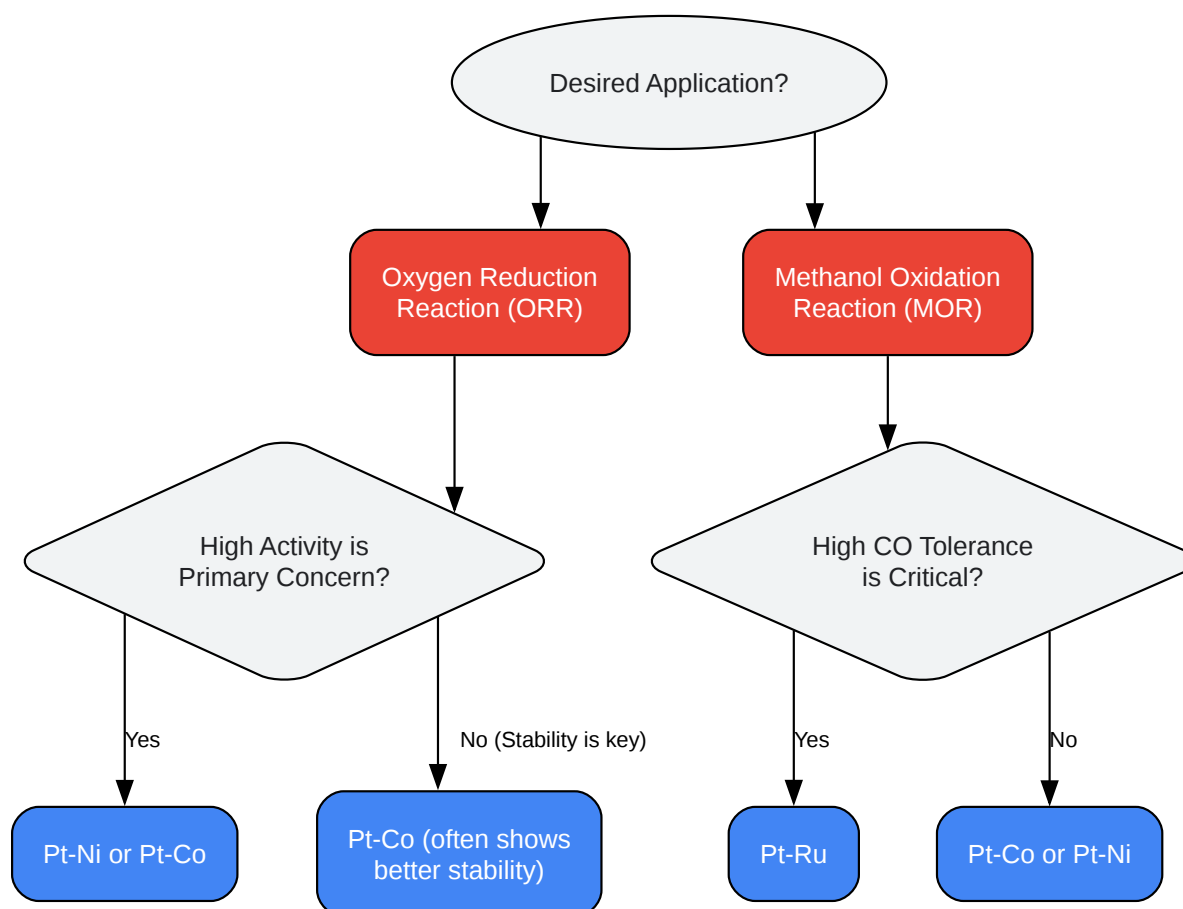 Desired Application?
Oxygen Reduction
Reaction (ORR)
Methanol Oxidation
Reaction (MOR)
High Activity is
Primary Concern?
High CO Tolerance
is Critical?
Yes
No (Stability is key)
Yes
No
Pt-Ni or Pt-Co
Pt-Co (often shows
better stability)
Pt-Ru
Pt-Co or Pt-Ni